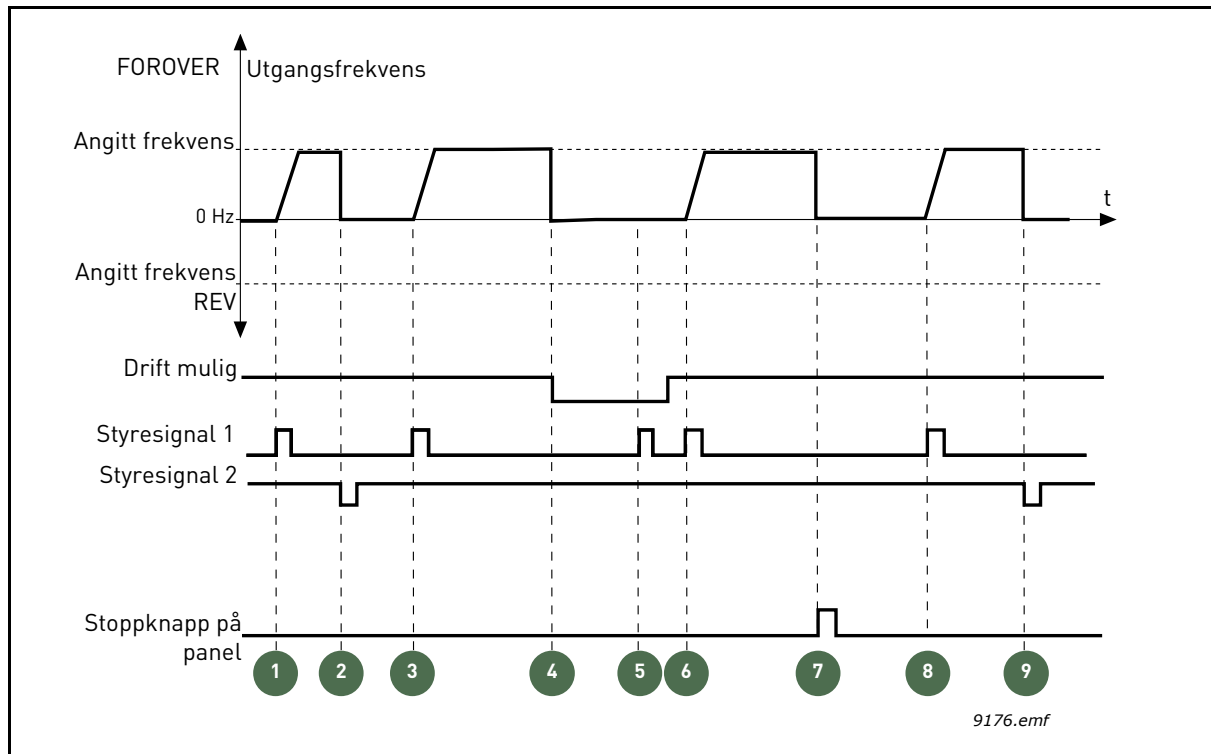 FOROVER
Utgangsfrekvens
Angitt frekvens
t
0 Hz
Angitt frekvens
REV
Drift mulig
Styresignal 1
Styresignal 2
Stoppknapp på
panel
1 2 3 4 5 6 7 8 9
9176.emf